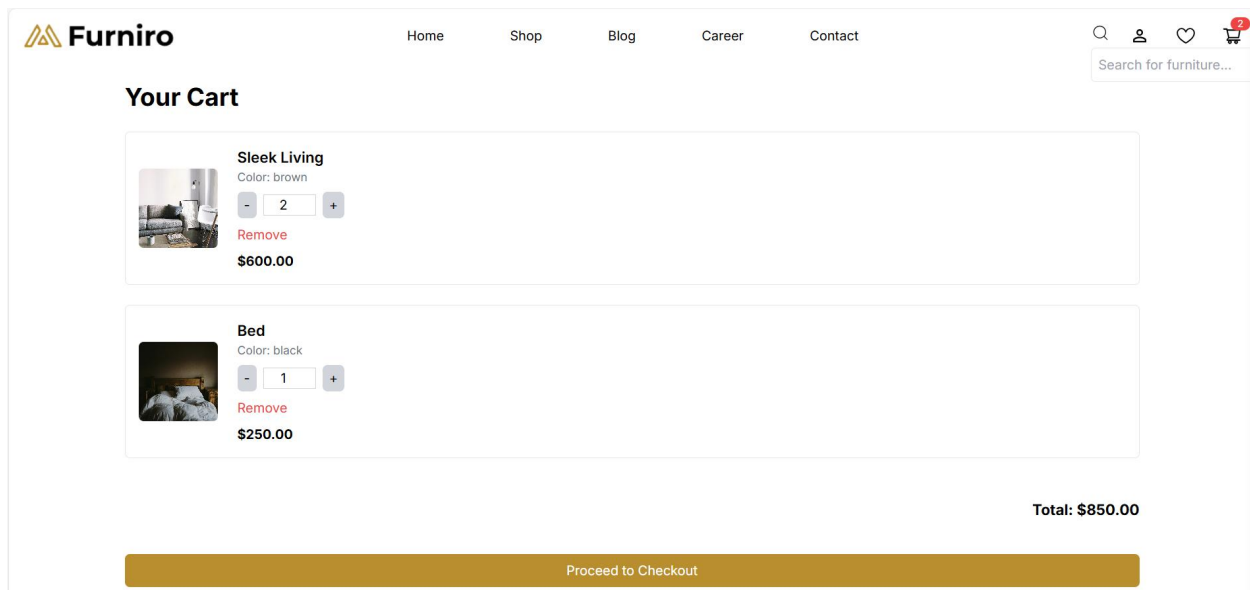 Furniro
Home Shop Blog Career Contact
2
Search for furniture...
Your Cart
Sleek Living
Color: brown
- 2 +
Remove
$600.00
Bed
Color: black
- 1 +
Remove
$250.00
Total: $850.00
Proceed to Checkout